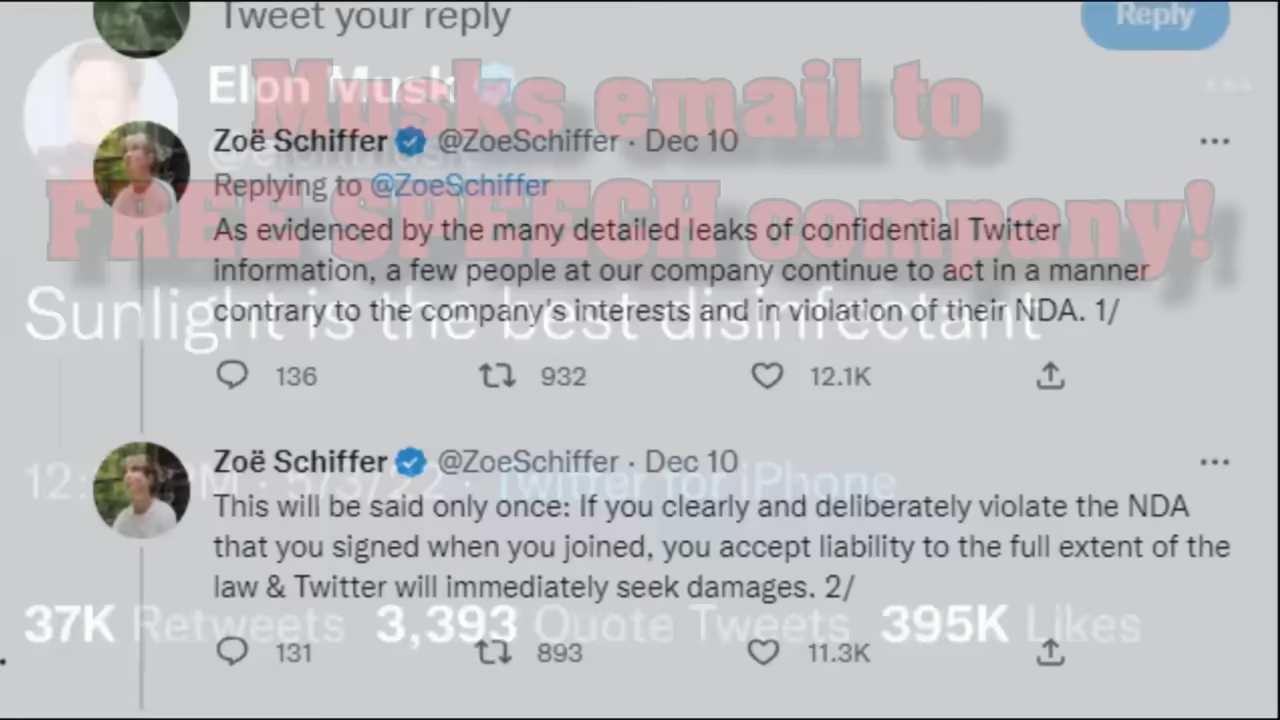 Tweet your reply
Reply
Elon Musk
Musks email to
Zoë Schiffer @ZoeSchiffer · Dec 10
@elonmusk
Replying to @ZoeSchiffer
FREE SPEECH company!
As evidenced by the many detailed leaks of confidential Twitter
information, a few people at our company continue to act in a manner
Sunlight is the best disinfectant
contrary to the company's interests and in violation of their NDA. 1/
136 932 12.1K
Zoë Schiffer @ZoeSchiffer · Dec 10
5/3/22 · Twitter for iPhone
This will be said only once: If you clearly and deliberately violate the NDA
that you signed when you joined, you accept liability to the full extent of the
law & Twitter will immediately seek damages. 2/
37K Retweets 3,393 Quote Tweets 395K Likes
131 893 11.3K